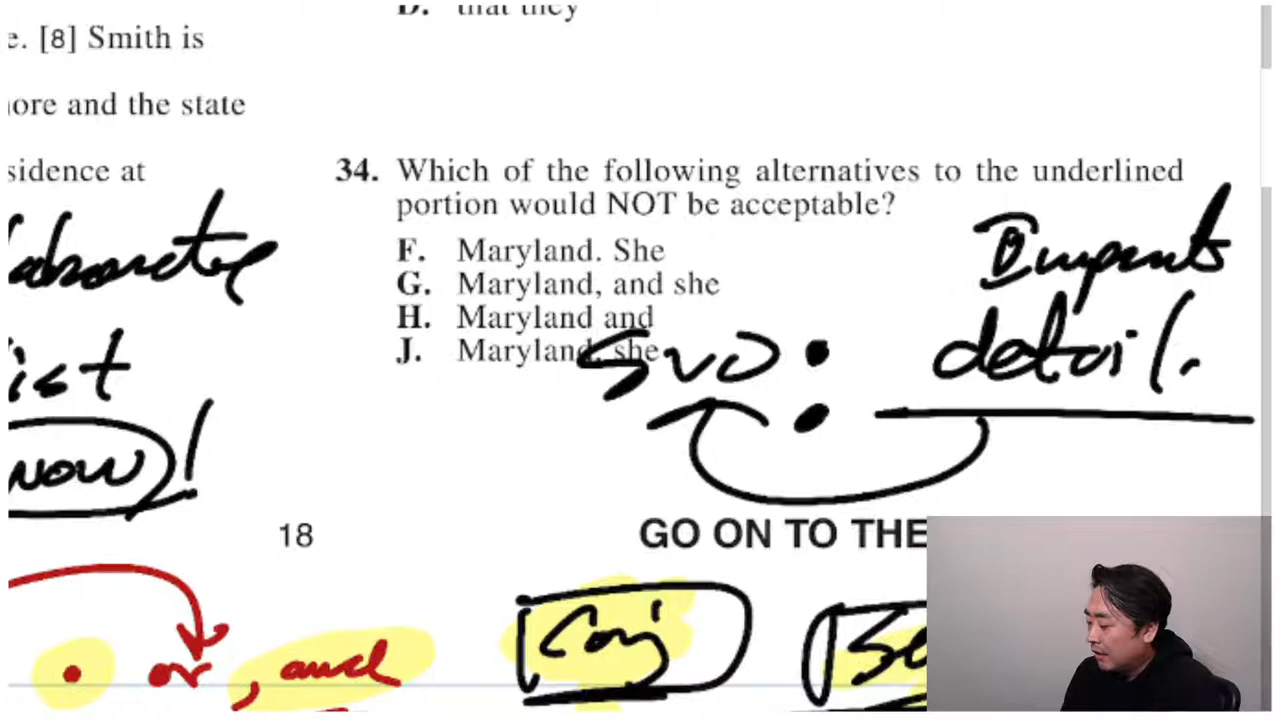 D. that they
e. [8] Smith is
ore and the state
sidence at
34. Which of the following alternatives to the underlined
portion would NOT be acceptable?
F. Maryland. She
G. Maryland, and she
H. Maryland and
J. Maryland, she
SVO :
detail.
ist
now!
18
GO ON TO THE
. or , and
Conj